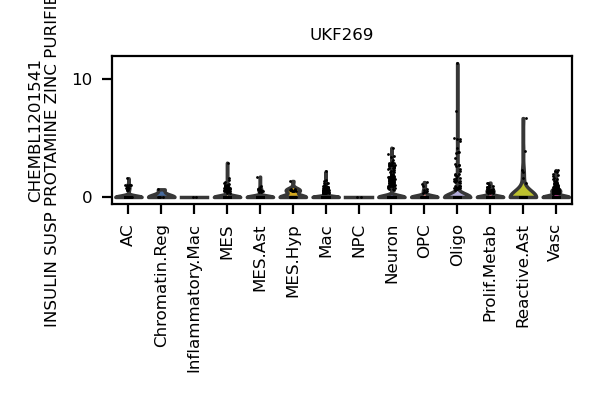 UKF269
CHEMBL1201541
INSULIN SUSP PROTAMINE ZINC
10
0
AC
Chromatin.Reg
Inflammatory.Mac
MES
MES.Ast
MES.Hyp
Mac
NPC
Neuron
OPC
Oligo
Prolif.Metab
Reactive.Ast
Vasc